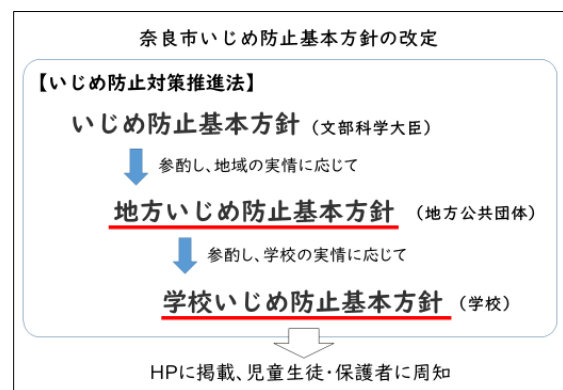 奈良市いじめ防止基本方針の改定
【いじめ防止対策推進法】
いじめ防止基本方針（文部科学大臣）
参酌し、地域の実情に応じて
地方いじめ防止基本方針（地方公共団体）
参酌し、学校の実情に応じて
学校いじめ防止基本方針（学校）
HPに掲載、児童生徒・保護者に周知